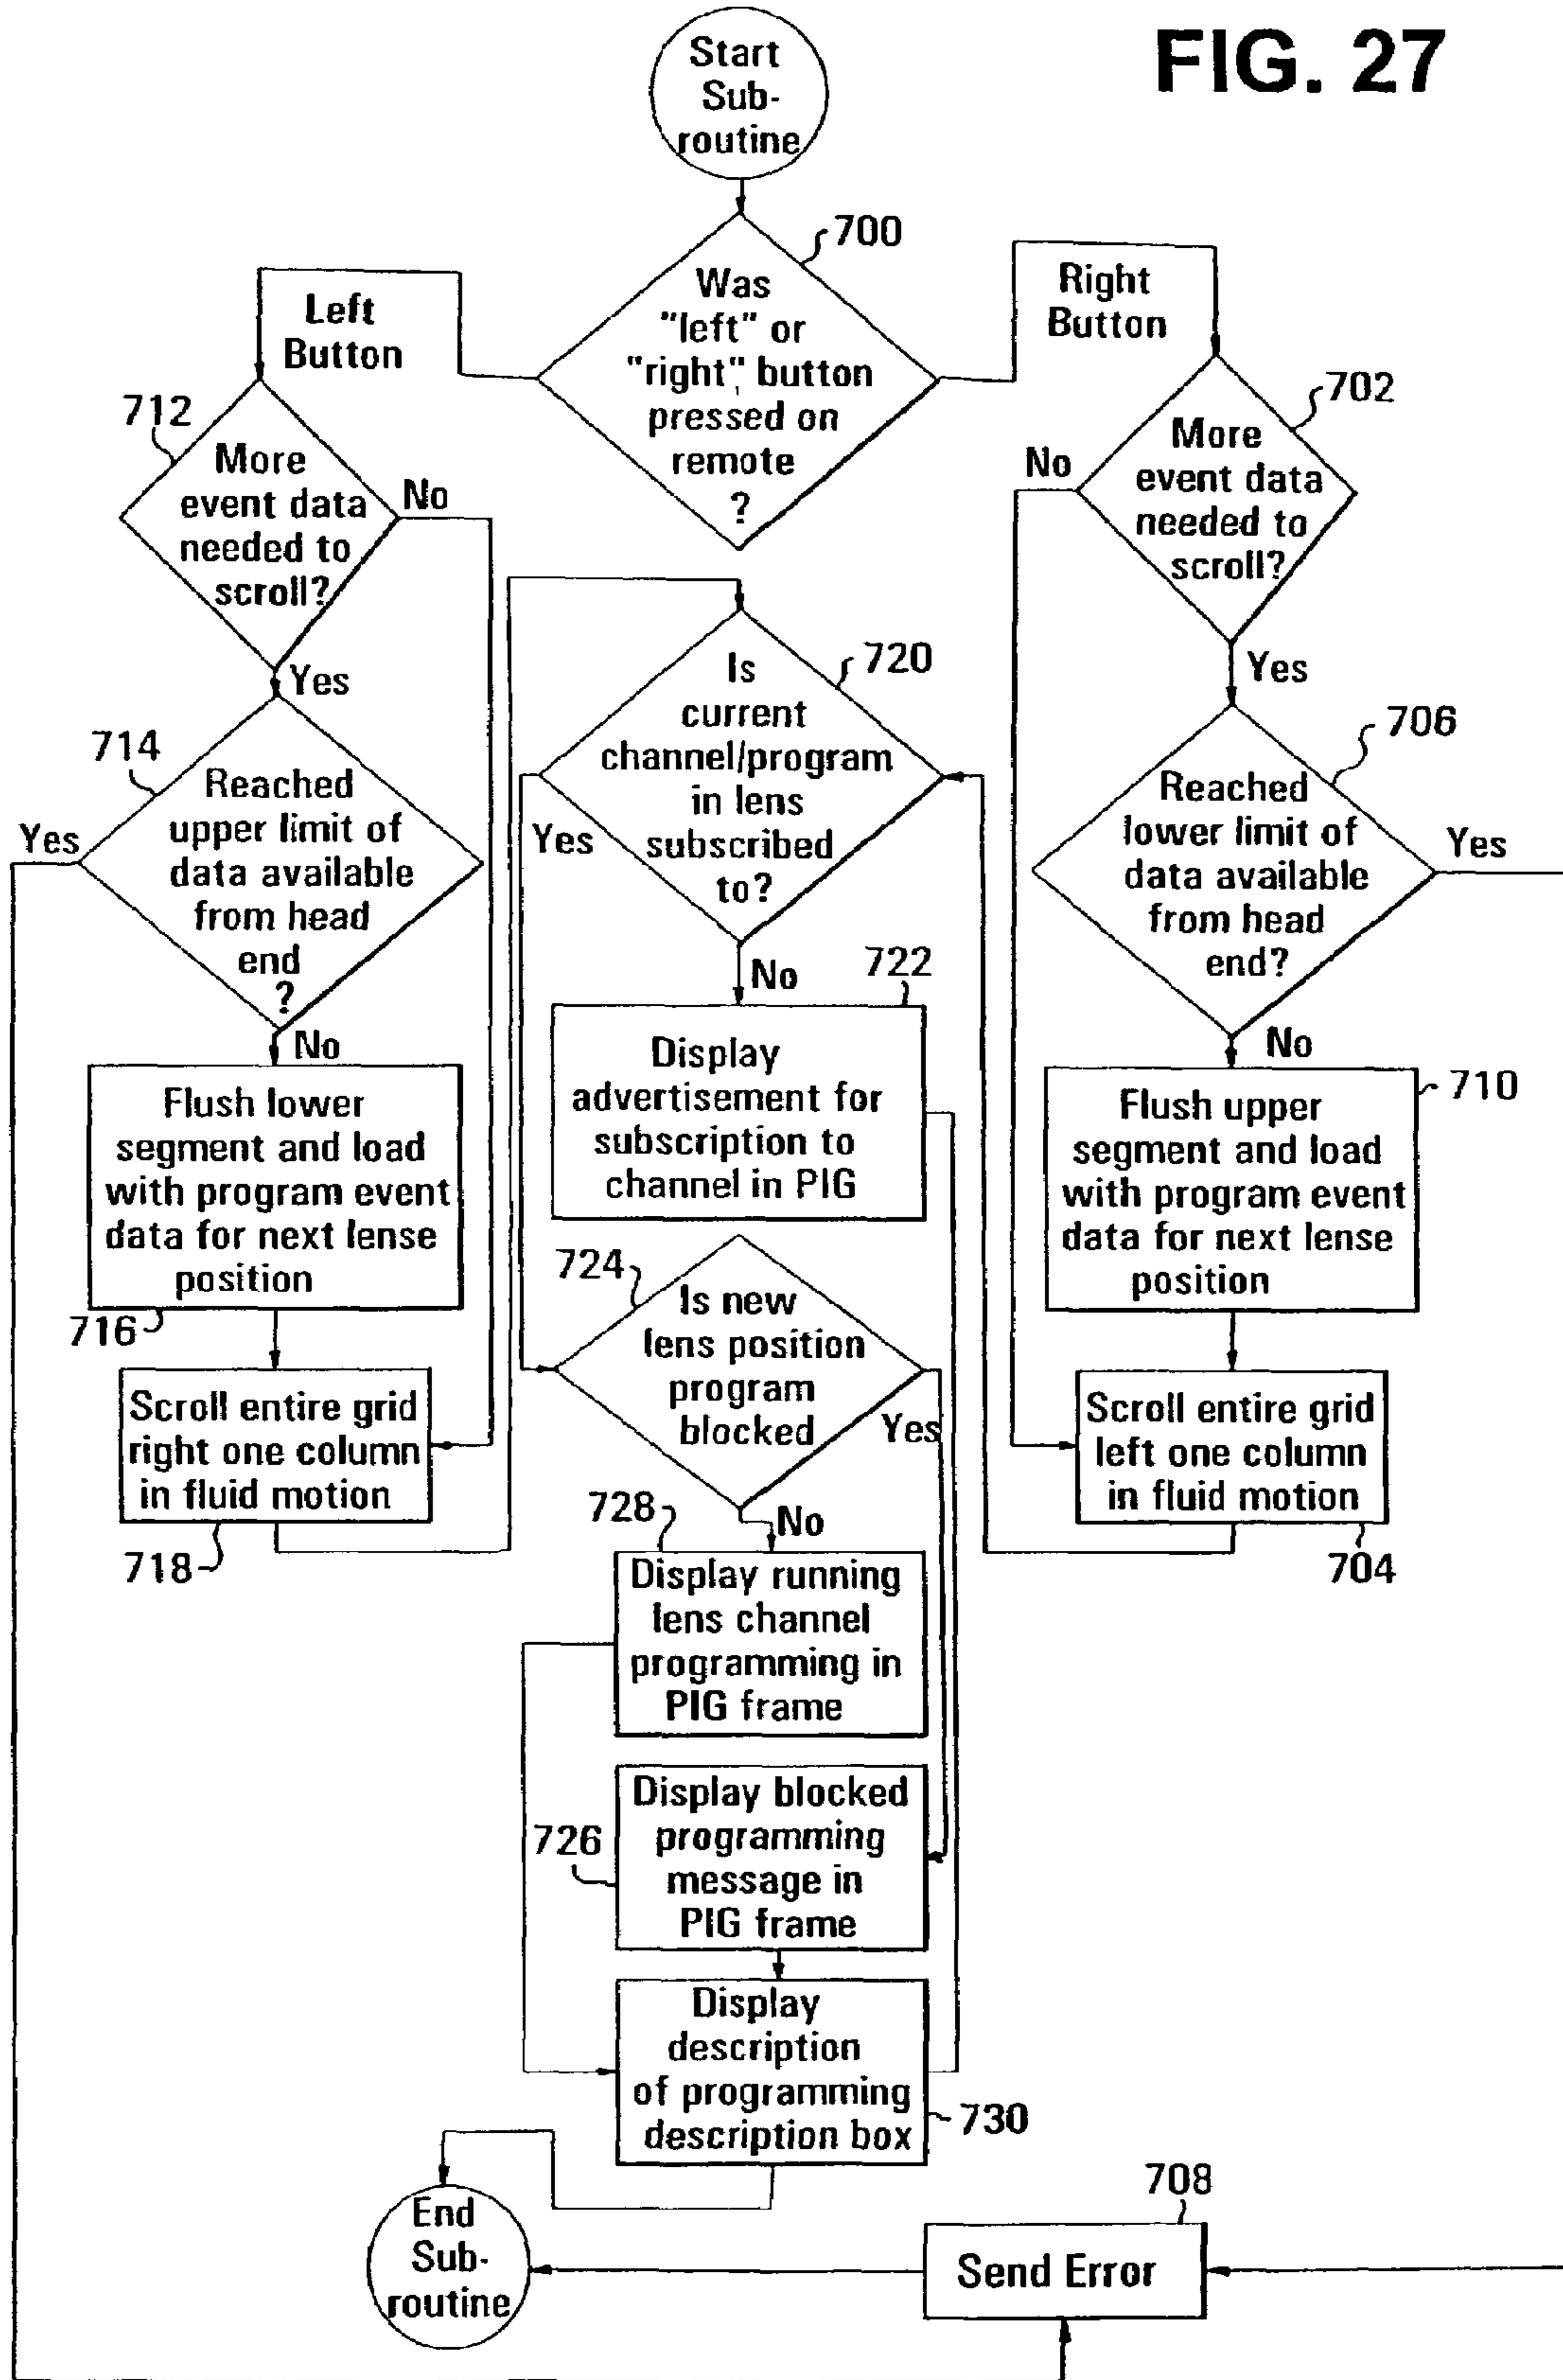 FIG. 27
Start
Sub-
routine
700
Was
"left" or
"right" button
pressed on
remote
?
Left
Button
Right
Button
712
More
event data
needed to
scroll?
No
Yes
702
More
event data
needed to
scroll?
No
Yes
714
Reached
upper limit of
data available
from head
end
?
Yes
No
720
Is
current
channel/program
in lens
subscribed
to?
Yes
No
706
Reached
lower limit of
data available
from head
end?
Yes
No
722
Display
advertisement for
subscription to
channel in PIG
Flush lower
segment and load
with program event
data for next lense
position
716
710
Flush upper
segment and load
with program event
data for next lense
position
724
Is new
lens position
program
blocked
Yes
No
Scroll entire grid
right one column
in fluid motion
718
Scroll entire grid
left one column
in fluid motion
704
728
Display running
lens channel
programming in
PIG frame
726
Display blocked
programming
message in
PIG frame
Display
description
of programming
description box
730
708
Send Error
End
Sub-
routine